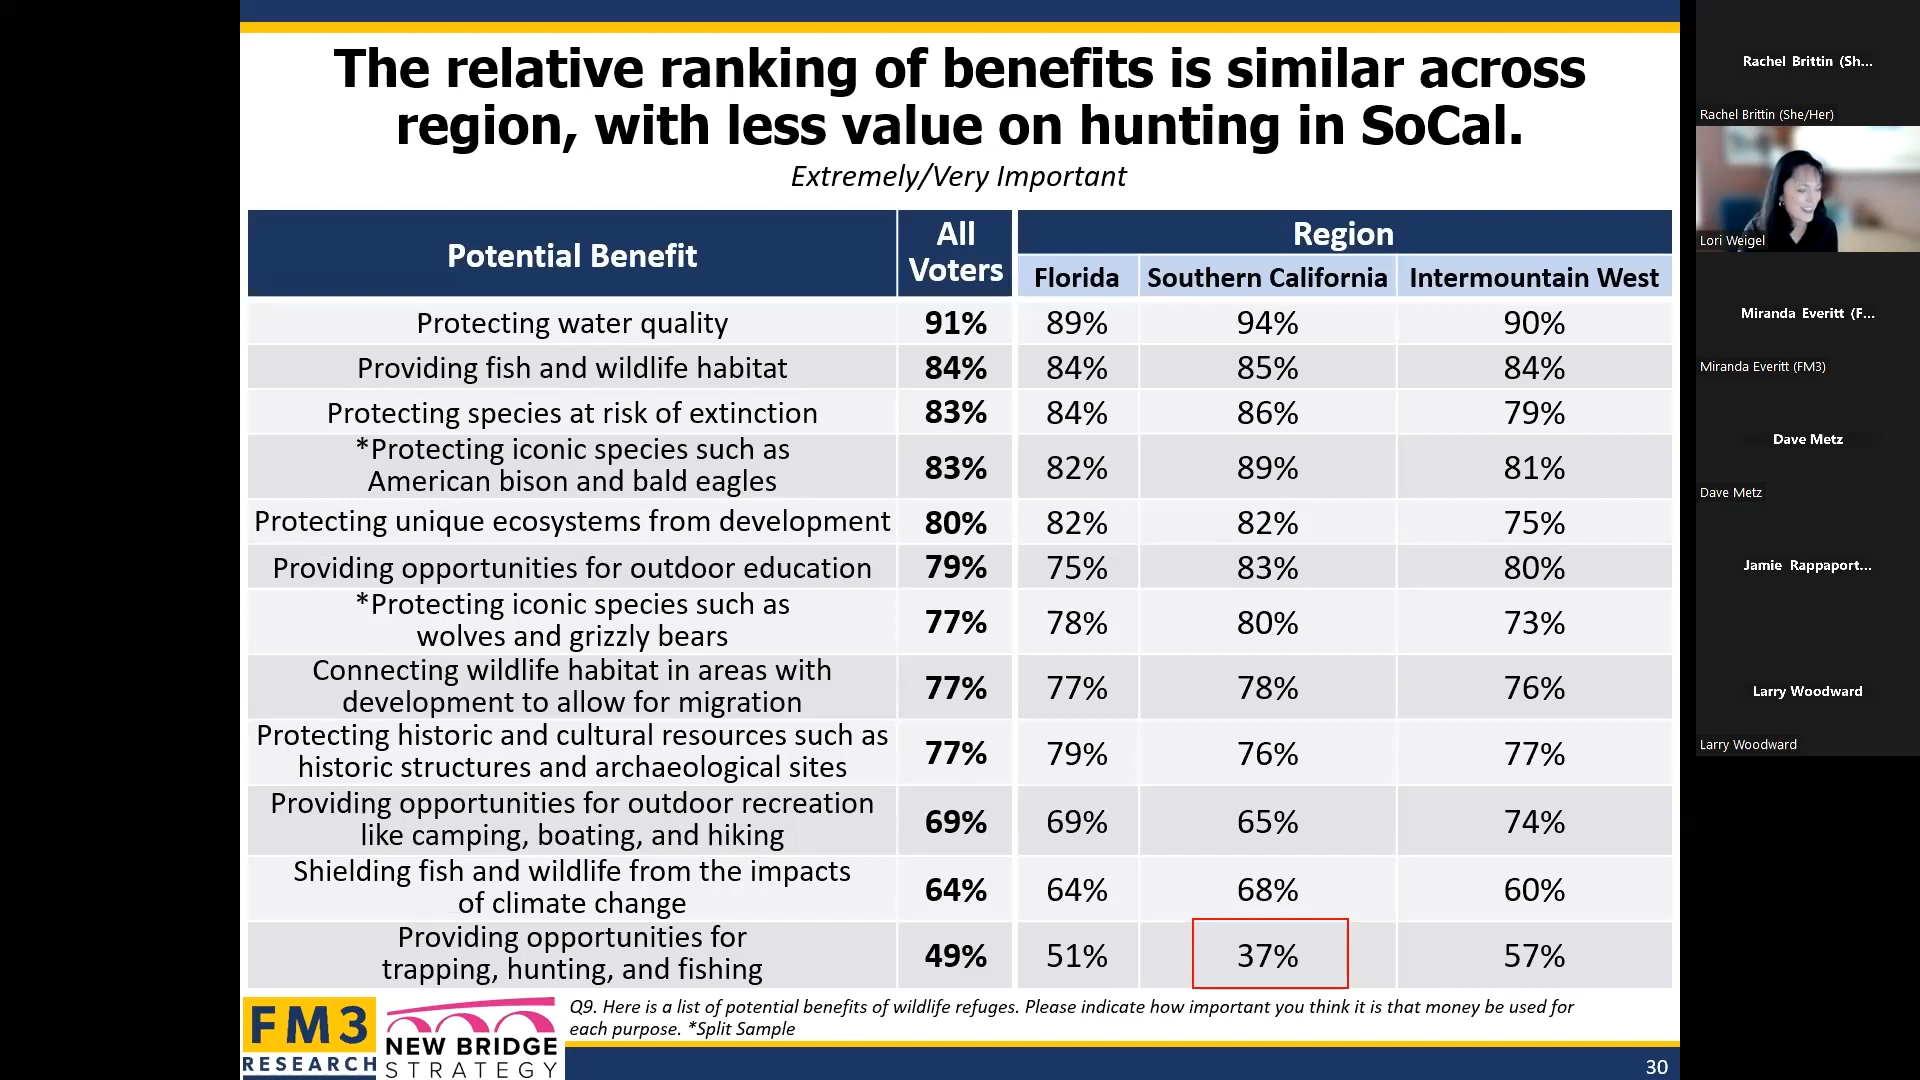 The relative ranking of benefits is similar across
region, with less value on hunting in SoCal.
Extremely/Very Important
Potential Benefit
All
Voters
Region
Florida
Southern California
Intermountain West
Protecting water quality 91% 89% 94% 90%
Providing fish and wildlife habitat 84% 84% 85% 84%
Protecting species at risk of extinction 83% 84% 86% 79%
*Protecting iconic species such as
American bison and bald eagles
83% 82% 89% 81%
Protecting unique ecosystems from development 80% 82% 82% 75%
Providing opportunities for outdoor education 79% 75% 83% 80%
*Protecting iconic species such as
wolves and grizzly bears
77% 78% 80% 73%
Connecting wildlife habitat in areas with
development to allow for migration
77% 77% 78% 76%
Protecting historic and cultural resources such as
historic structures and archaeological sites
77% 79% 76% 77%
Providing opportunities for outdoor recreation
like camping, boating, and hiking
69% 69% 65% 74%
Shielding fish and wildlife from the impacts
of climate change
64% 64% 68% 60%
Providing opportunities for
trapping, hunting, and fishing
49% 51% 37% 57%
FM3
RESEARCH
NEW BRIDGE
STRATEGY
Q9. Here is a list of potential benefits of wildlife refuges. Please indicate how important you think it is that money be used for
each purpose. *Split Sample
30
Rachel Brittin (Sh...
Rachel Brittin (She/Her)
Lori Weigel
Miranda Everitt (F...
Miranda Everitt (FM3)
Dave Metz
Dave Metz
Jamie Rappaport...
Larry Woodward
Larry Woodward